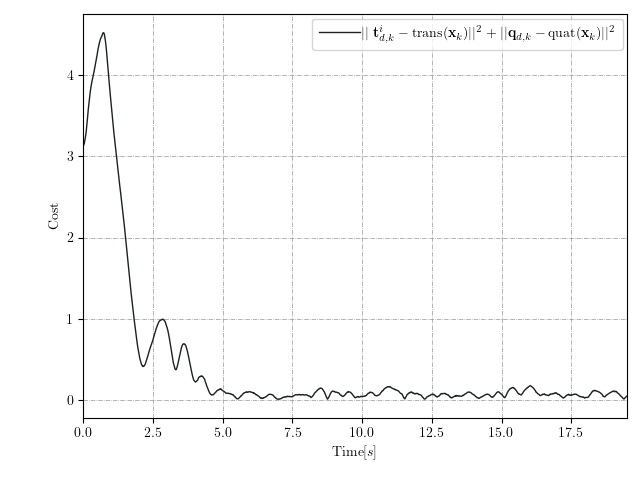 || t^i_{d,k} − trans(x_k)||² + ||q_{d,k} − quat(x_k)||²
4
3
2
1
0
Cost
0.0 2.5 5.0 7.5 10.0 12.5 15.0 17.5
Time[s]